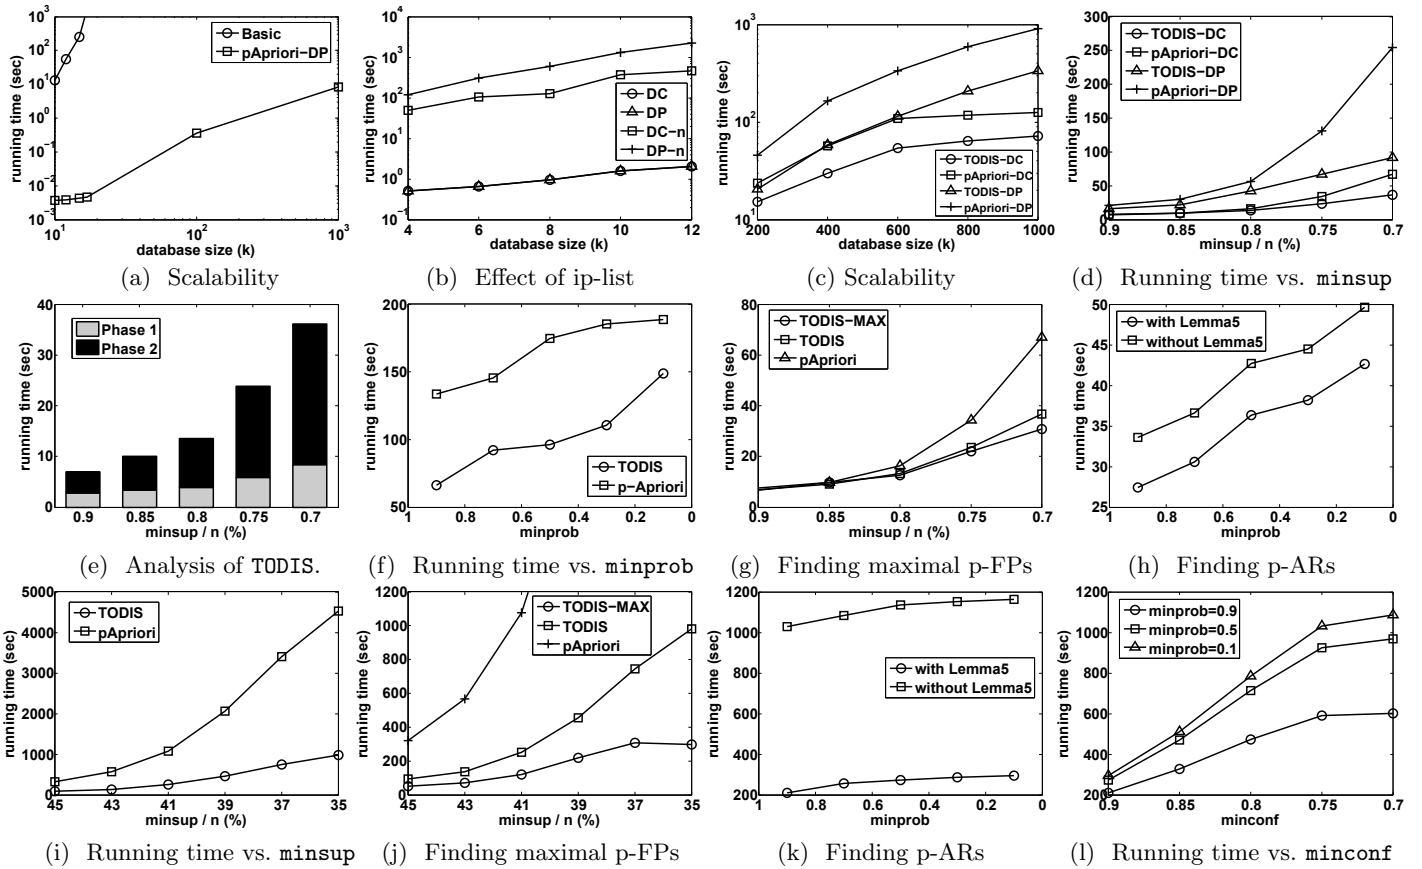 10^3
10^2
10^1
10^0
10^-1
10^-2
10^-3
running time (sec)
Basic
pApriori-DP
10^1 10^2 10^3
database size (k)
(a) Scalability
10^4
10^3
10^2
10^1
10^0
10^-1
running time (sec)
DC
DP
DC-n
DP-n
4 6 8 10 12
database size (k)
(b) Effect of ip-list
10^3
10^2
10^1
running time (sec)
TODIS-DC
pApriori-DC
TODIS-DP
pApriori-DP
200 400 600 800 1000
database size (k)
(c) Scalability
300
250
200
150
100
50
0
running time (sec)
TODIS-DC
pApriori-DC
TODIS-DP
pApriori-DP
0.9 0.85 0.8 0.75 0.7
minsup / n (%)
(d) Running time vs. minsup
40
30
20
10
0
running time (sec)
Phase 1
Phase 2
0.9 0.85 0.8 0.75 0.7
minsup / n (%)
(e) Analysis of TODIS.
200
150
100
50
running time (sec)
TODIS
p-Apriori
1 0.8 0.6 0.4 0.2 0
minprob
(f) Running time vs. minprob
80
60
40
20
0
running time (sec)
TODIS-MAX
TODIS
pApriori
0.9 0.85 0.8 0.75 0.7
minsup / n (%)
(g) Finding maximal p-FPs
50
45
40
35
30
25
running time (sec)
with Lemma5
without Lemma5
1 0.8 0.6 0.4 0.2 0
minprob
(h) Finding p-ARs
5000
4000
3000
2000
1000
0
running time (sec)
TODIS
pApriori
45 43 41 39 37 35
minsup / n (%)
(i) Running time vs. minsup
1200
1000
800
600
400
200
0
running time (sec)
TODIS-MAX
TODIS
pApriori
45 43 41 39 37 35
minsup / n (%)
(j) Finding maximal p-FPs
1200
1000
800
600
400
200
running time (sec)
with Lemma5
without Lemma5
1 0.8 0.6 0.4 0.2 0
minprob
(k) Finding p-ARs
1200
1000
800
600
400
200
running time (sec)
minprob=0.9
minprob=0.5
minprob=0.1
0.9 0.85 0.8 0.75 0.7
minconf
(l) Running time vs. minconf